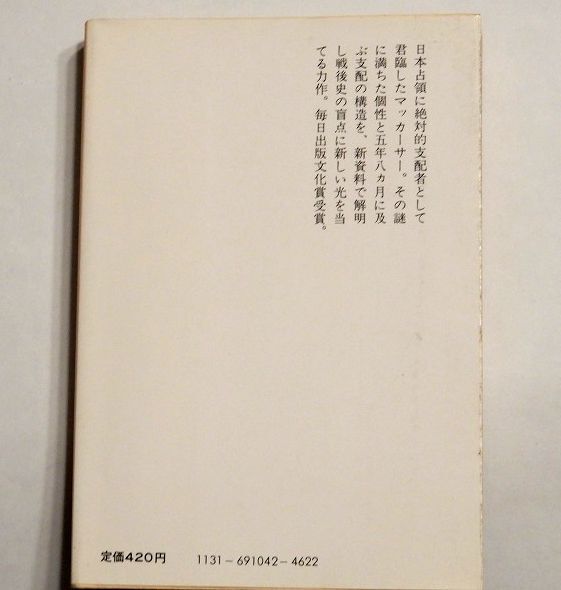 日本占領に絶対的支配者として
君臨したマッカーサー。その謎
に満ちた個性と五年八ヵ月に及
ぶ支配の構造を、新資料で解明
し戦後史の盲点に新しい光を当
てる力作。毎日出版文化賞受賞。
定価420円
1131-691042-4622